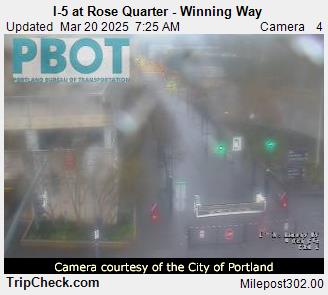 I-5 at Rose Quarter - Winning Way
Updated Mar 20 2025 7:25 AM Camera 4
PBOT
PORTLAND BUREAU OF TRANSPORTATION
Camera courtesy of the City of Portland
TripCheck.com Milepost302.00